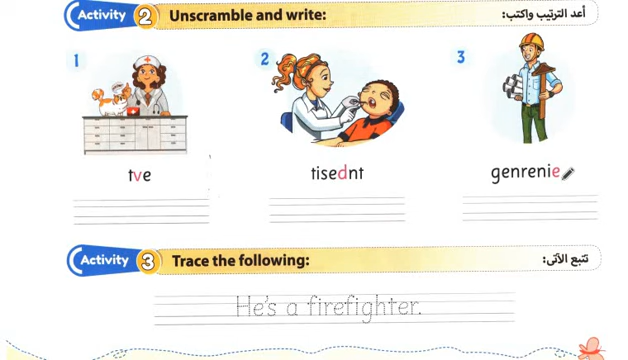 Activity 2 Unscramble and write: أعد الترتيب واكتب:
1 2 3
tve tisednt genrenie
Activity 3 Trace the following: تتبع الآتى:
He's a firefighter.